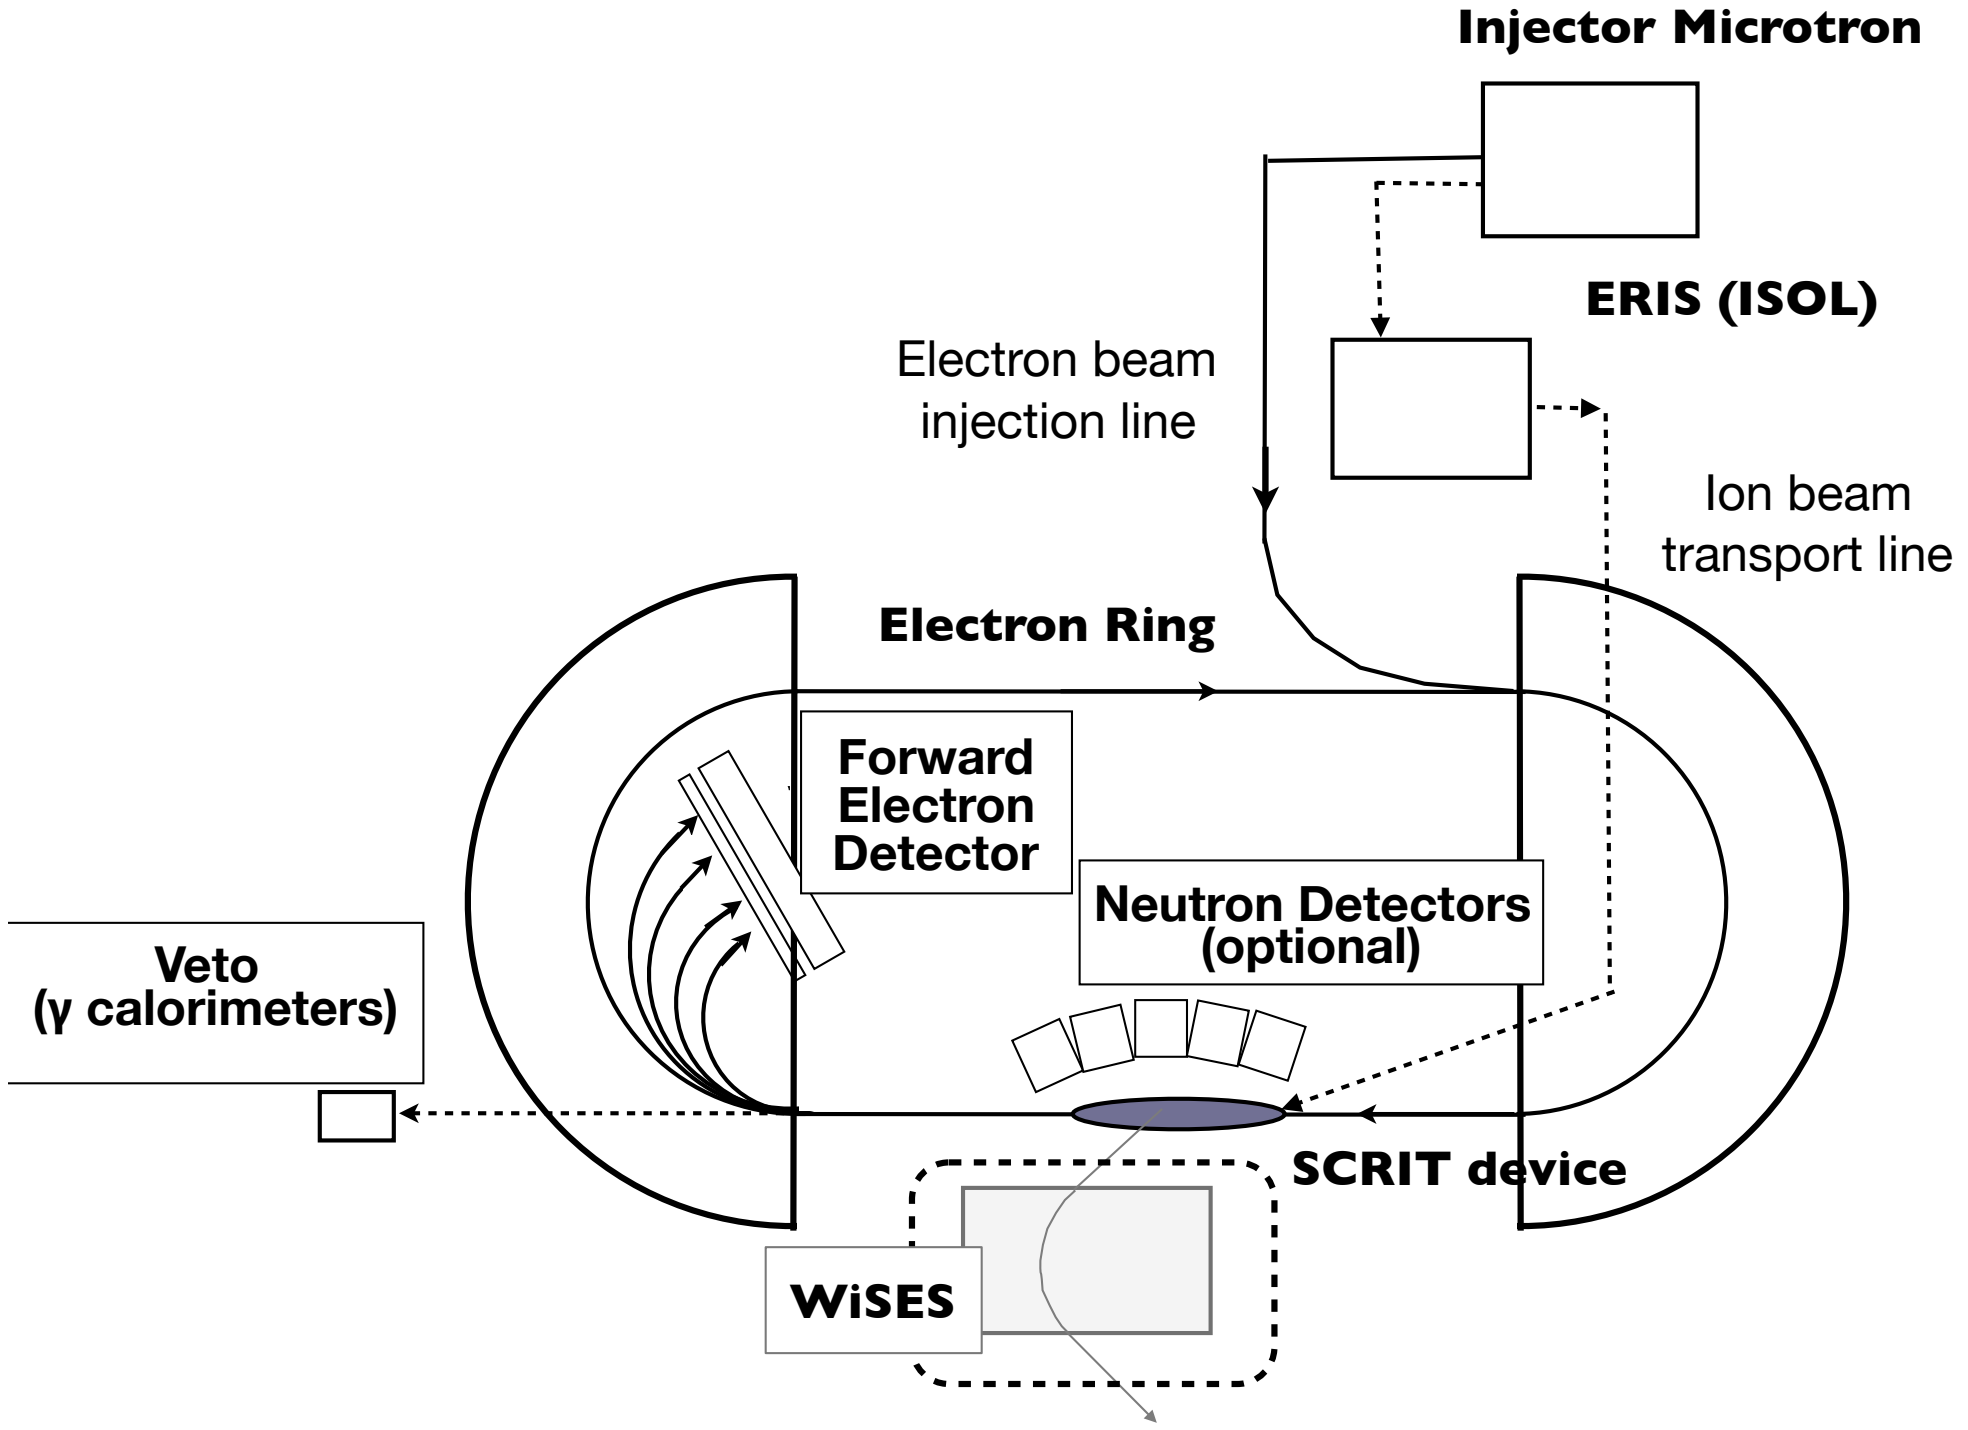 Injector Microtron
ERIS (ISOL)
Electron beam
injection line
Ion beam
transport line
Electron Ring
Forward
Electron
Detector
Neutron Detectors
(optional)
Veto
(γ calorimeters)
SCRIT device
WiSES